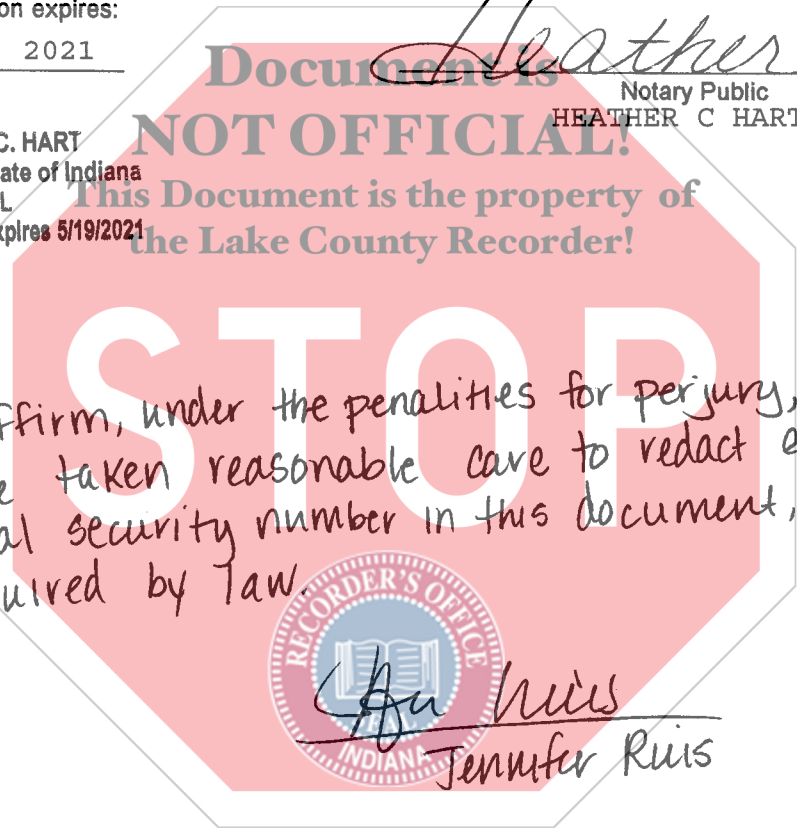 on expires:
2021
Heather
Notary Public
HEATHER C HART
C. HART
ate of Indiana
L
xpires 5/19/2021
Document is
NOT OFFICIAL!
This Document is the property of
the Lake County Recorder!
STOP
ffirm, under the penalities for perjury,
e taken reasonable care to redact e
al security number in this document,
uired by law.
RECORDER'S OFFICE
SEAL
INDIANA
Jennifer Ruis